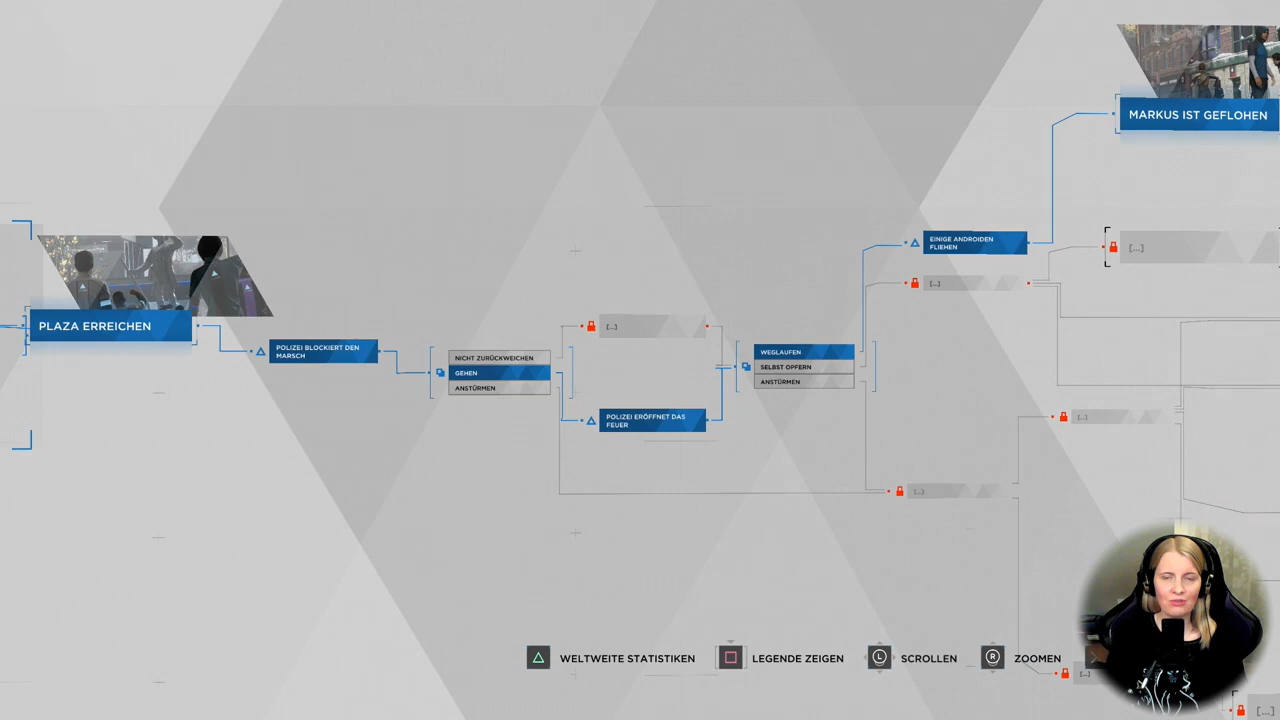 MARKUS IST GEFLOHEN
EINIGE ANDROIDEN
FLIEHEN
[...]
[...]
PLAZA ERREICHEN
[...]
POLIZEI BLOCKIERT DEN
MARSCH
NICHT ZURÜCKWEICHEN
GEHEN
ANSTÜRMEN
WEGLAUFEN
SELBST OPFERN
ANSTÜRMEN
POLIZEI ERÖFFNET DAS
FEUER
[...]
[...]
WELTWEITE STATISTIKEN
LEGENDE ZEIGEN
L
SCROLLEN
R
ZOOMEN
[...]
[...]